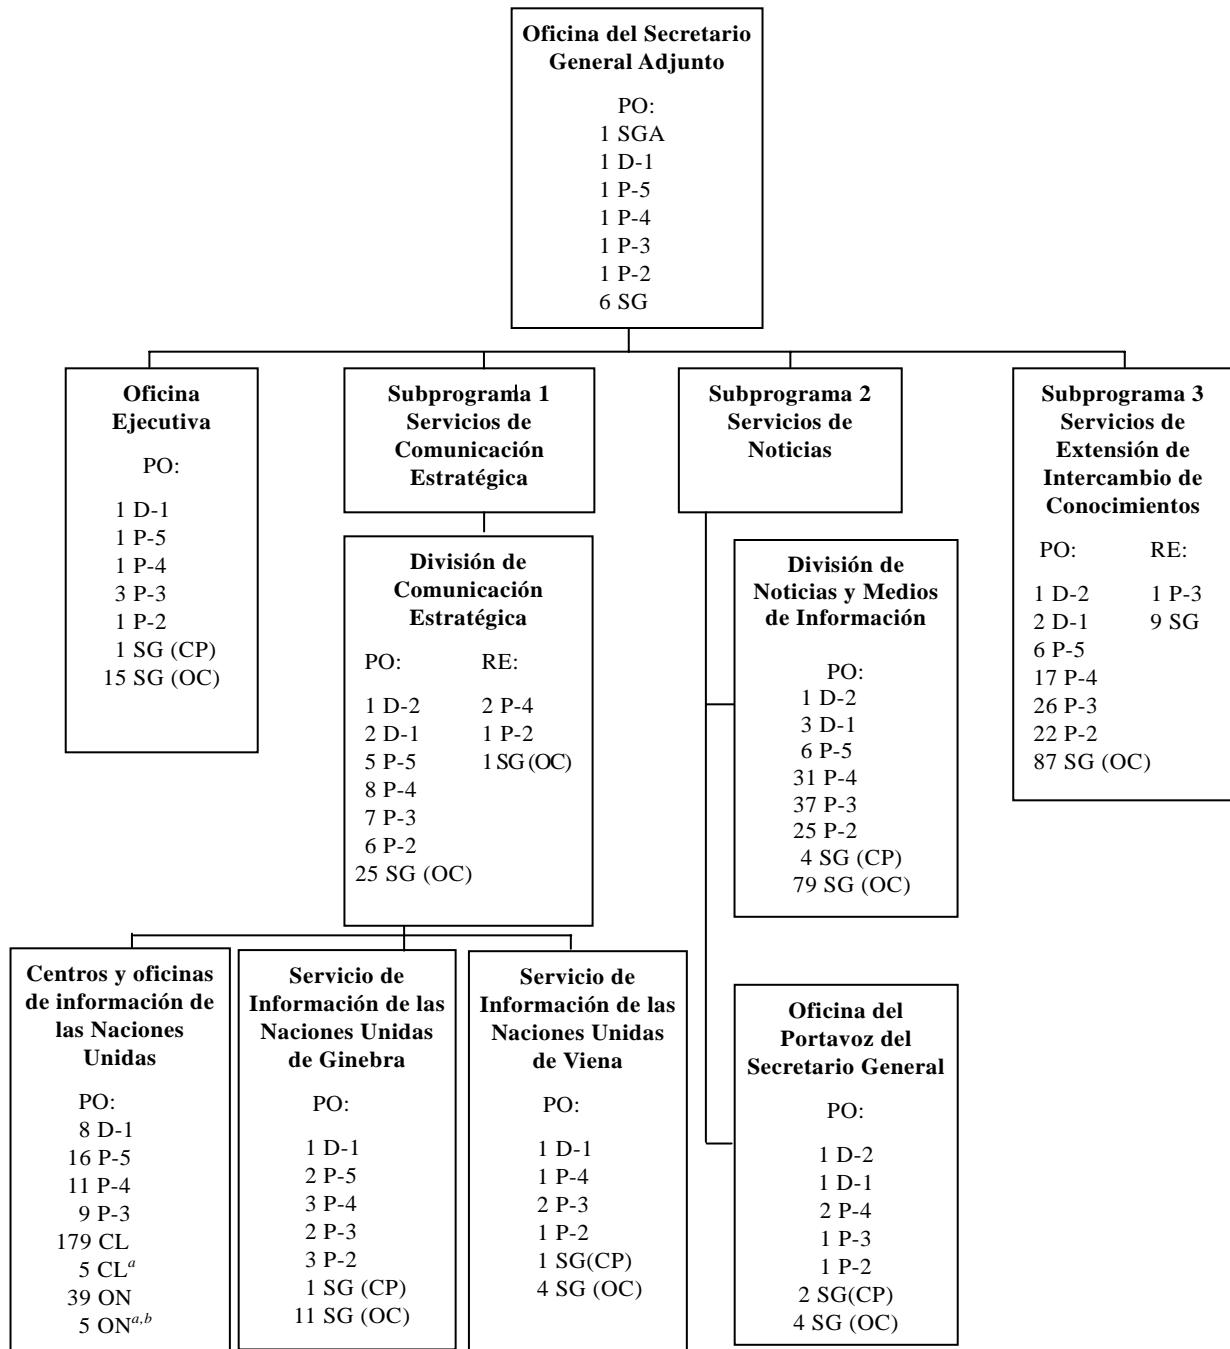 Oficina del Secretario
General Adjunto
PO:
1 SGA
1 D-1
1 P-5
1 P-4
1 P-3
1 P-2
6 SG
Oficina
Ejecutiva
PO:
1 D-1
1 P-5
1 P-4
3 P-3
1 P-2
1 SG (CP)
15 SG (OC)
Subprograma 1
Servicios de
Comunicación
Estratégica
División de
Comunicación
Estratégica
PO: RE:
1 D-2 2 P-4
2 D-1 1 P-2
5 P-5 1 SG (OC)
8 P-4
7 P-3
6 P-2
25 SG (OC)
Subprograma 2
Servicios de
Noticias
División de
Noticias y Medios
de Información
PO:
1 D-2
3 D-1
6 P-5
31 P-4
37 P-3
25 P-2
4 SG (CP)
79 SG (OC)
Subprograma 3
Servicios de
Extensión de
Intercambio de
Conocimientos
PO: RE:
1 D-2 1 P-3
2 D-1 9 SG
6 P-5
17 P-4
26 P-3
22 P-2
87 SG (OC)
Centros y oficinas
de información de
las Naciones
Unidas
PO:
8 D-1
16 P-5
11 P-4
9 P-3
179 CL
5 CLa
39 ON
5 ONa,b
Servicio de
Información de las
Naciones Unidas
de Ginebra
PO:
1 D-1
2 P-5
3 P-4
2 P-3
3 P-2
1 SG (CP)
11 SG (OC)
Servicio de
Información de las
Naciones Unidas
de Viena
PO:
1 D-1
1 P-4
2 P-3
1 P-2
1 SG(CP)
4 SG (OC)
Oficina del
Portavoz del
Secretario General
PO:
1 D-2
1 D-1
2 P-4
1 P-3
1 P-2
2 SG(CP)
4 SG (OC)